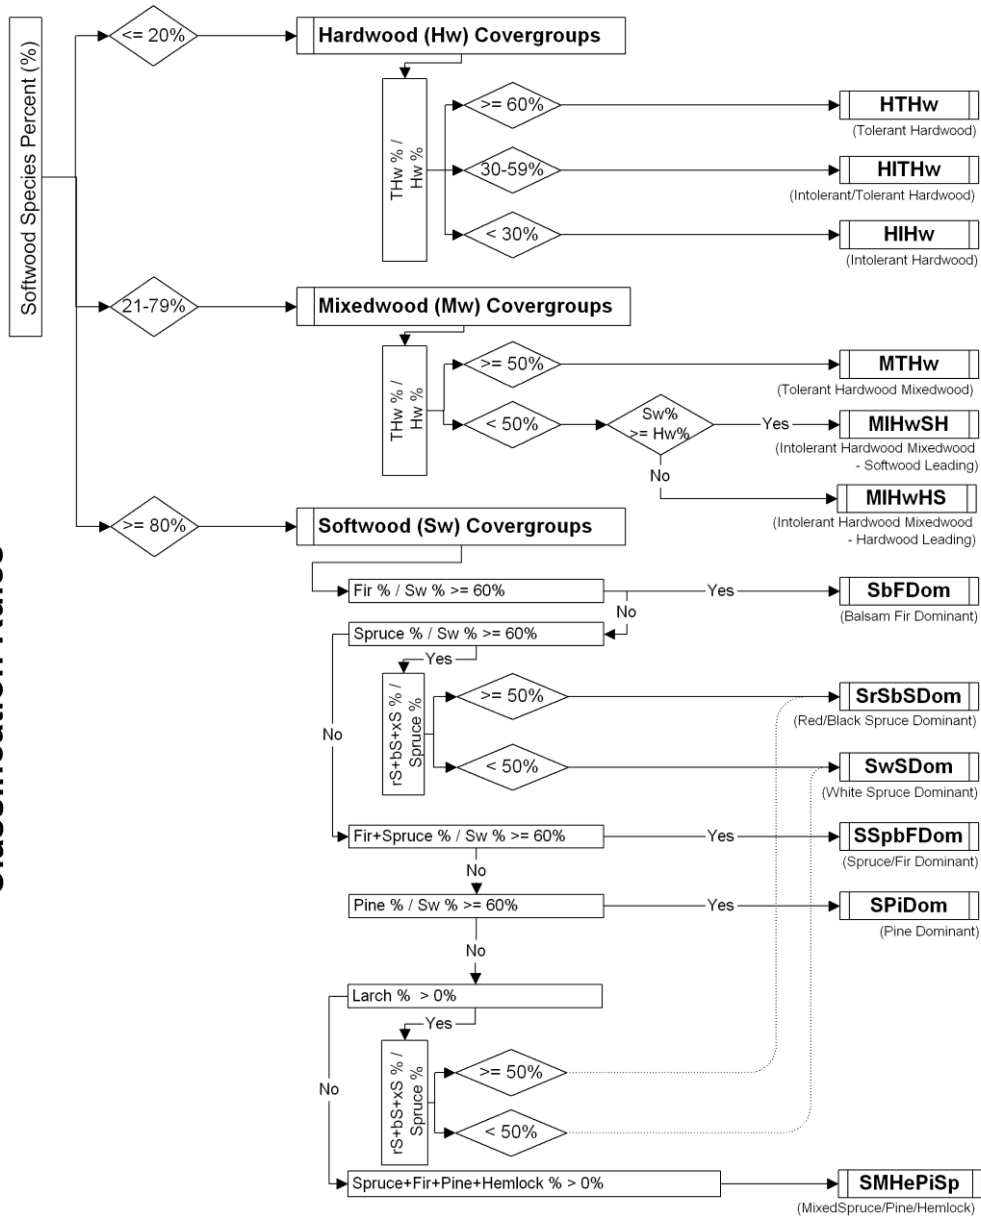 Softwood Species Percent (%)
<= 20%
Hardwood (Hw) Covergroups
THw % /
Hw %
>= 60%
HTHw
(Tolerant Hardwood)
30-59%
HITHw
(Intolerant/Tolerant Hardwood)
< 30%
HIHw
(Intolerant Hardwood)
21-79%
Mixedwood (Mw) Covergroups
THw % /
Hw %
>= 50%
MTHw
(Tolerant Hardwood Mixedwood)
< 50%
Sw%
>= Hw%
Yes
MIHwSH
(Intolerant Hardwood Mixedwood
- Softwood Leading)
No
MIHwHS
(Intolerant Hardwood Mixedwood
- Hardwood Leading)
>= 80%
Softwood (Sw) Covergroups
Fir % / Sw % >= 60%
Yes
SbFDom
(Balsam Fir Dominant)
No
Spruce % / Sw % >= 60%
Yes
rS+bS+xS % /
Spruce %
>= 50%
SrSbSDom
(Red/Black Spruce Dominant)
< 50%
SwSDom
(White Spruce Dominant)
No
Fir+Spruce % / Sw % >= 60%
Yes
SSpbFDom
(Spruce/Fir Dominant)
No
Pine % / Sw % >= 60%
Yes
SPiDom
(Pine Dominant)
No
Larch % > 0%
Yes
rS+bS+xS % /
Spruce %
>= 50%
< 50%
No
Spruce+Fir+Pine+Hemlock % > 0%
SMHePiSp
(MixedSpruce/Pine/Hemlock)